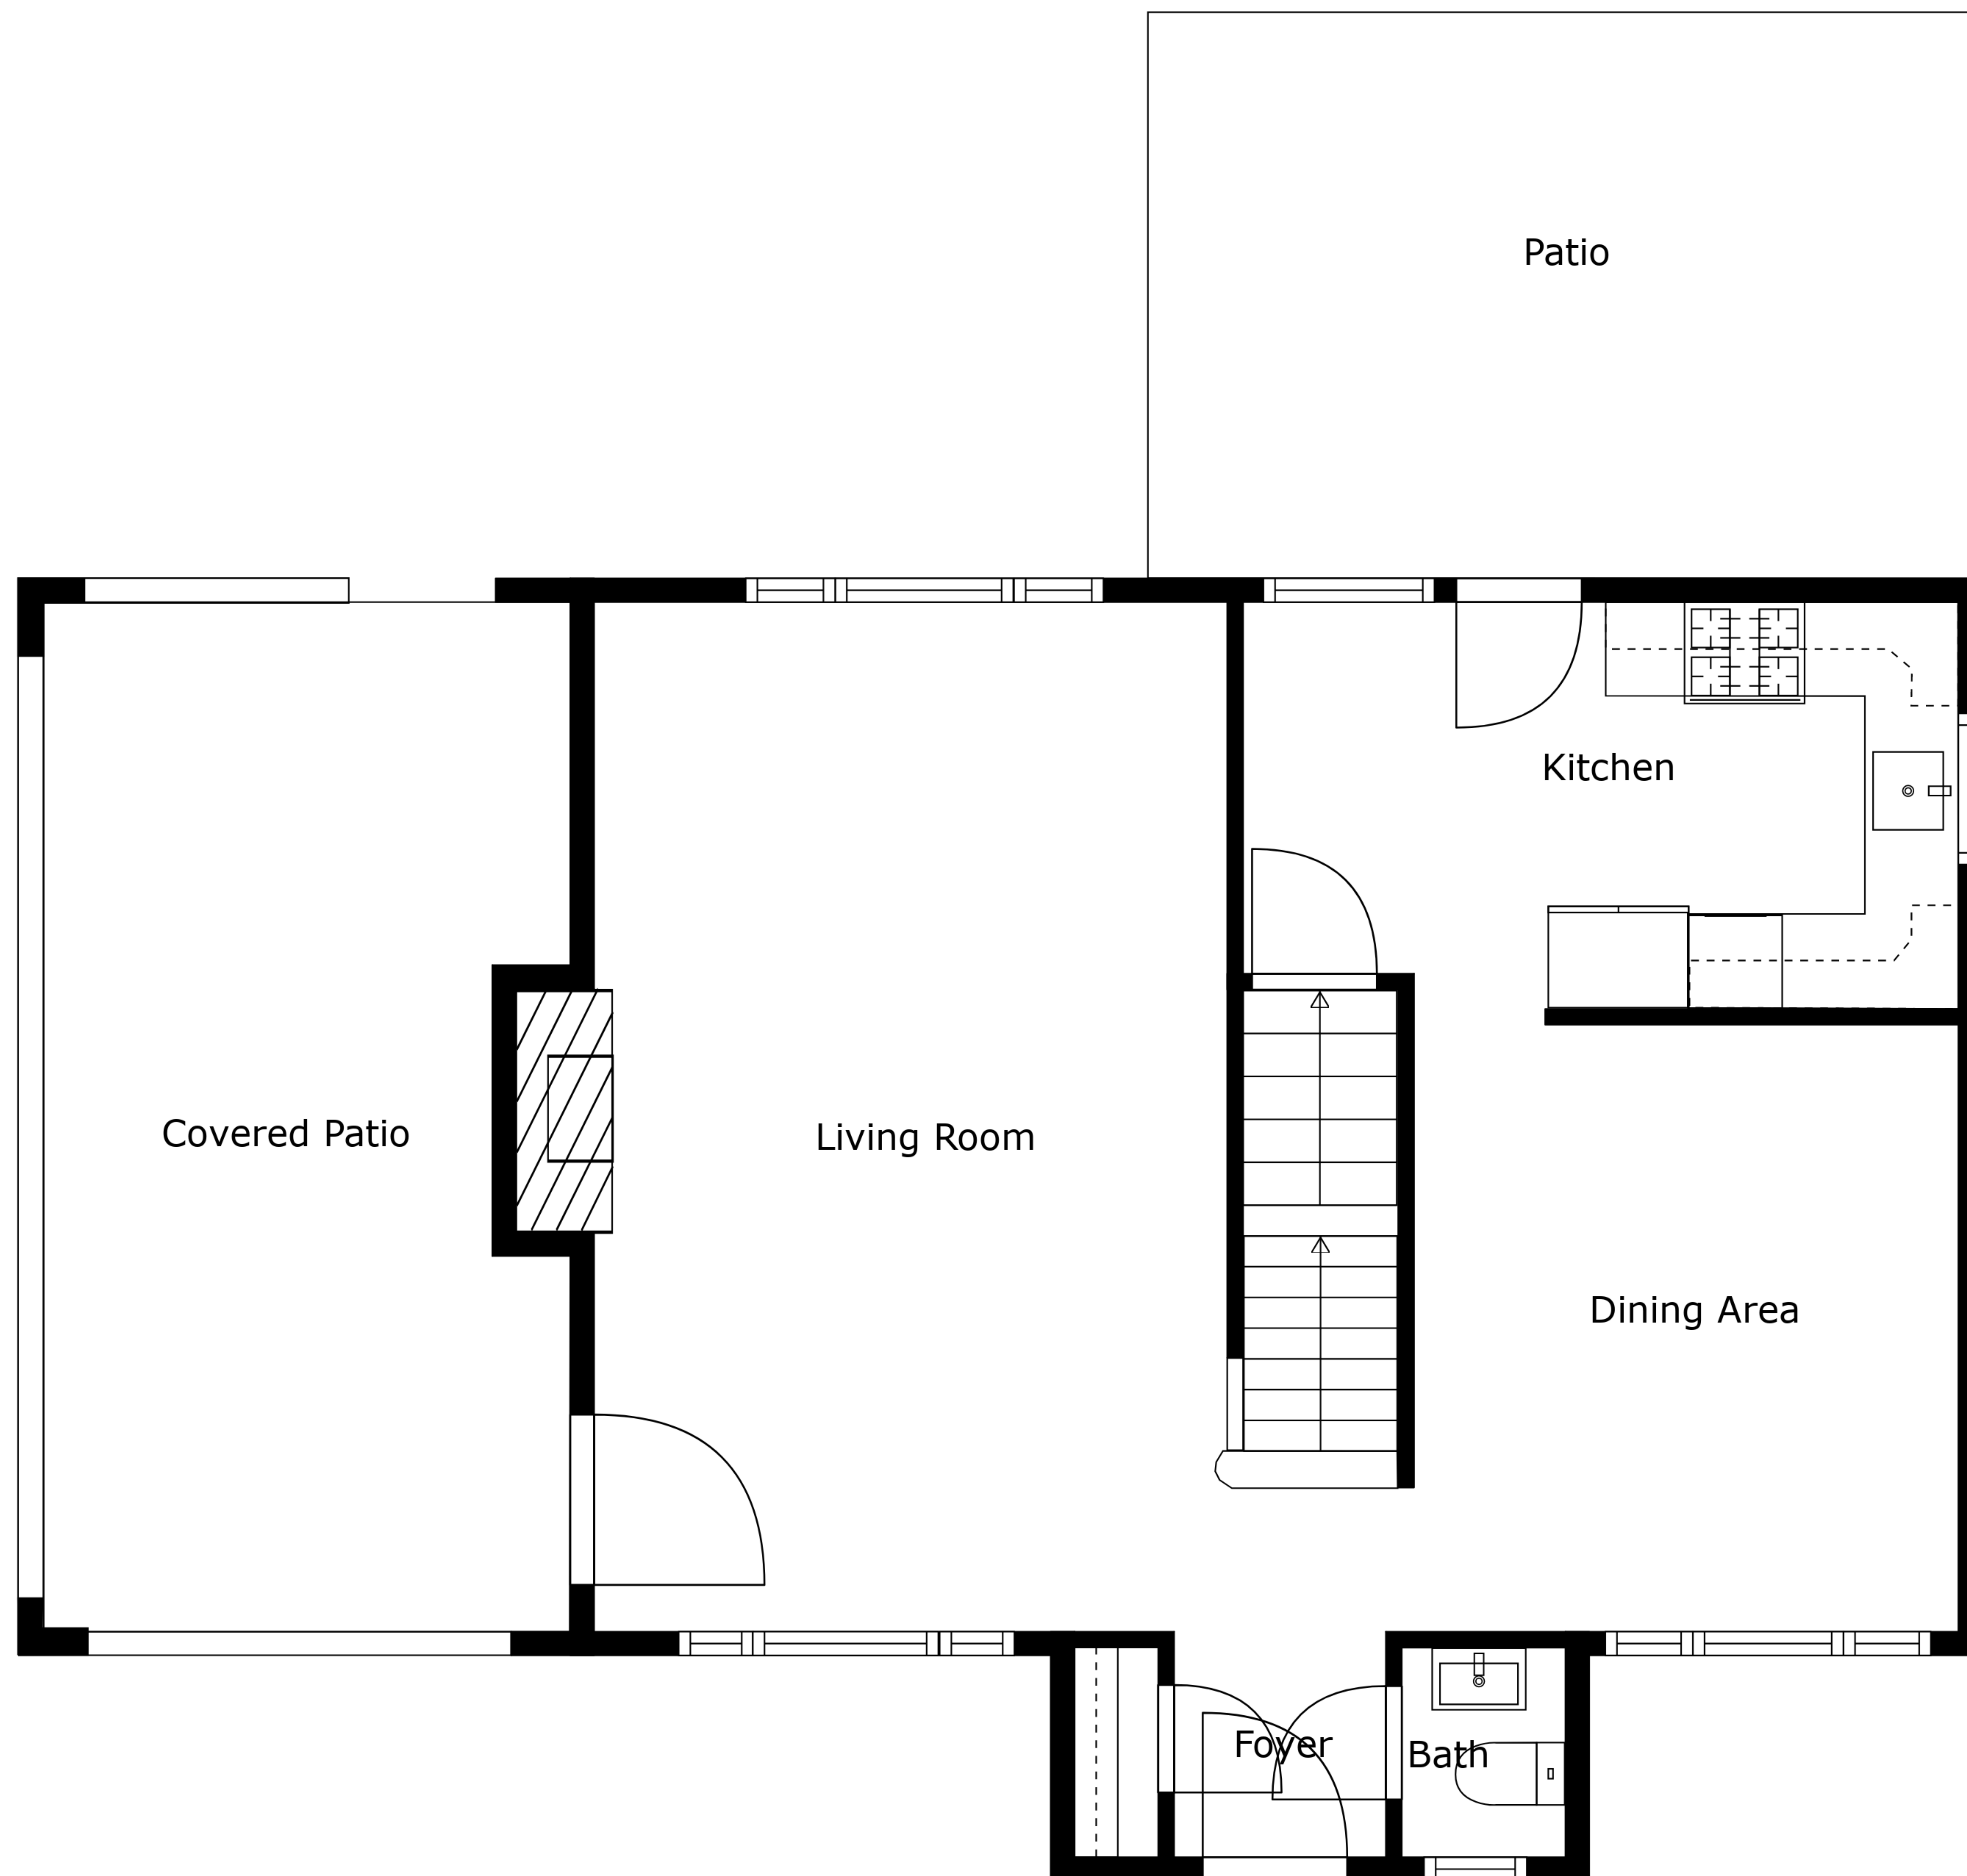 Patio
Kitchen
Covered Patio
Living Room
Dining Area
Foyer
Bath